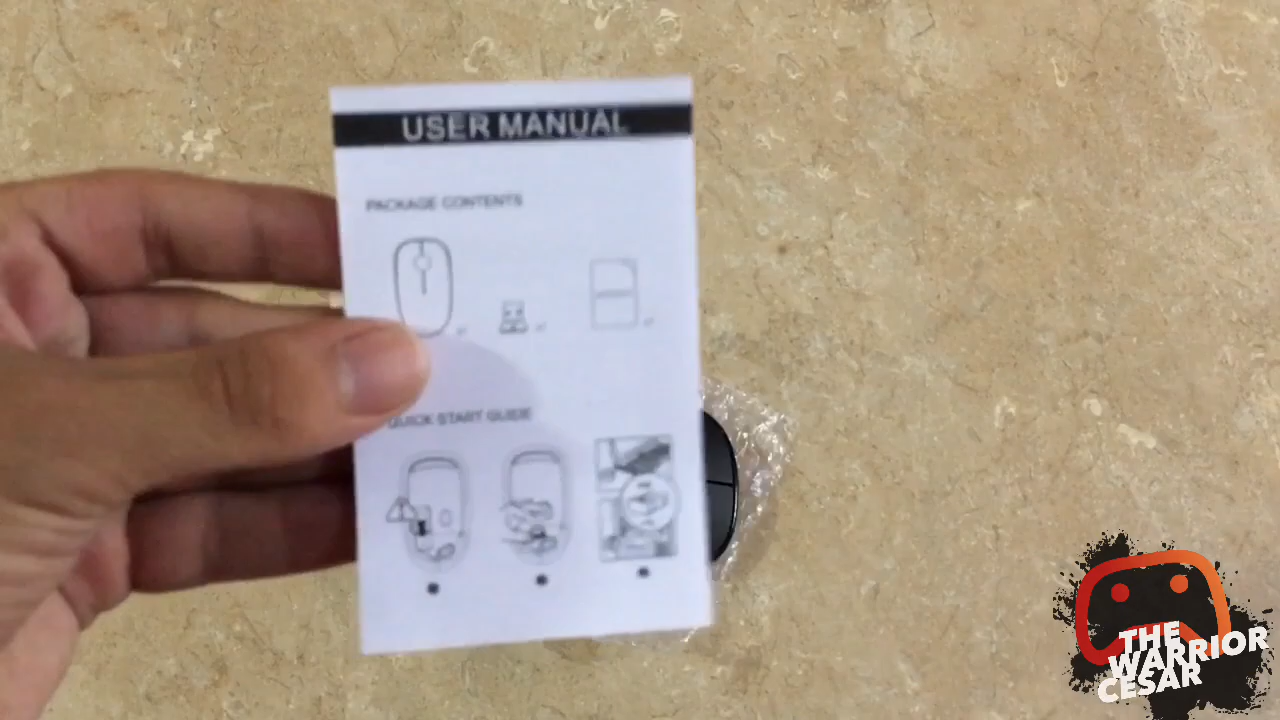 USER MANUAL
PACKAGE CONTENTS
QUICK START GUIDE
THE
WARRIOR
CESAR